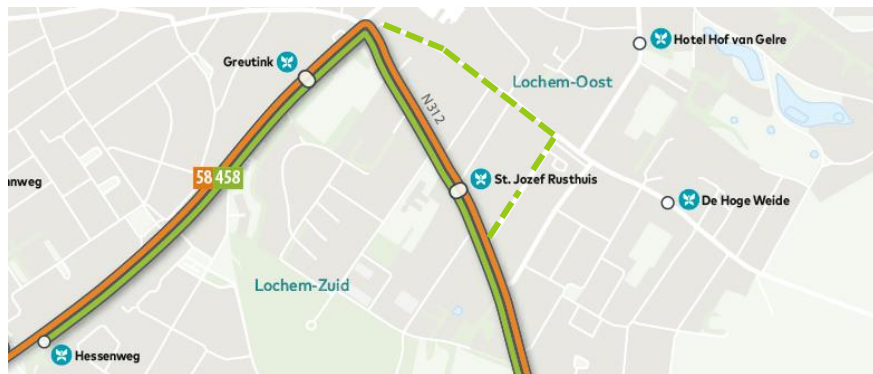 Hotel Hof van Gelre
Greutink
Lochem-Oost
N312
58 458
nnweg
St. Jozef Rusthuis
De Hoge Weide
Lochem-Zuid
Hessenweg